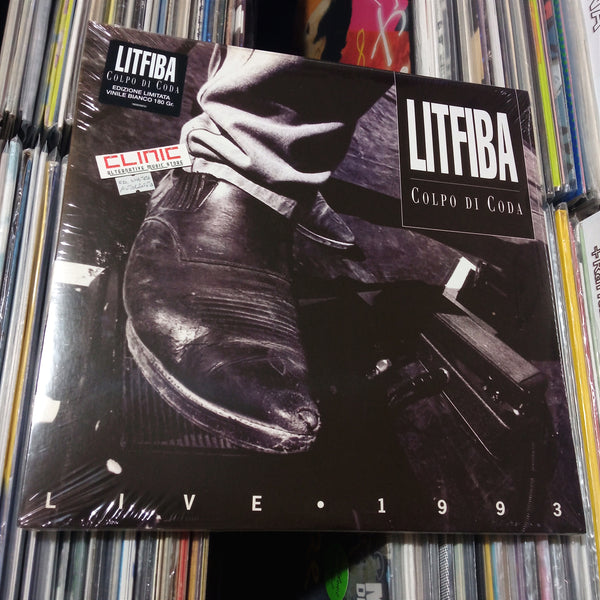 LITFIBA
COLPO DI CODA
EDIZIONE LIMITATA
VINILE BIANCO 180 Gr.
CLINIC
ALTERNATIVE MUSIC STORE
LITFIBA
COLPO DI CODA
LIVE • 1993